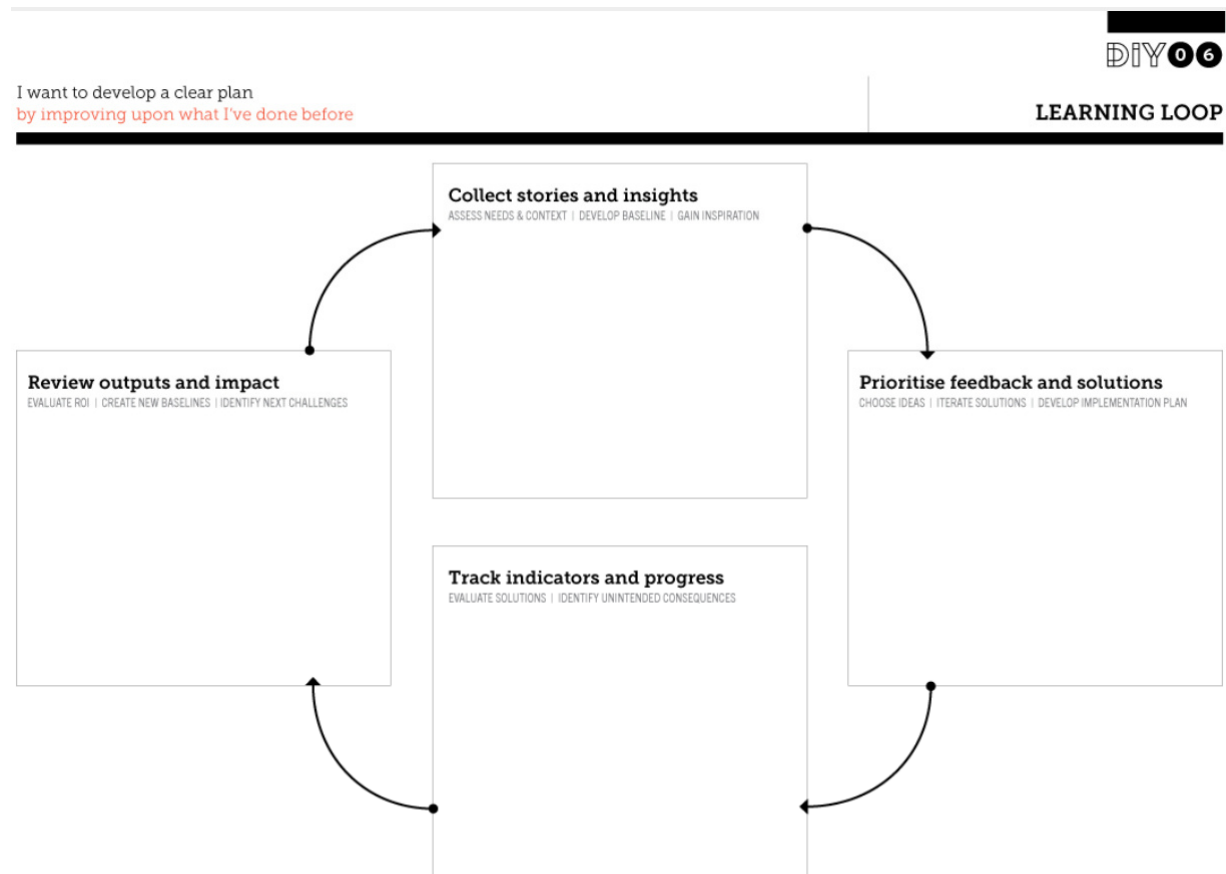 DIY 06
I want to develop a clear plan
by improving upon what I've done before
LEARNING LOOP
Collect stories and insights
ASSESS NEEDS & CONTEXT | DEVELOP BASELINE | GAIN INSPIRATION
Review outputs and impact
EVALUATE ROI | CREATE NEW BASELINES | IDENTIFY NEXT CHALLENGES
Prioritise feedback and solutions
CHOOSE IDEAS | ITERATE SOLUTIONS | DEVELOP IMPLEMENTATION PLAN
Track indicators and progress
EVALUATE SOLUTIONS | IDENTIFY UNINTENDED CONSEQUENCES